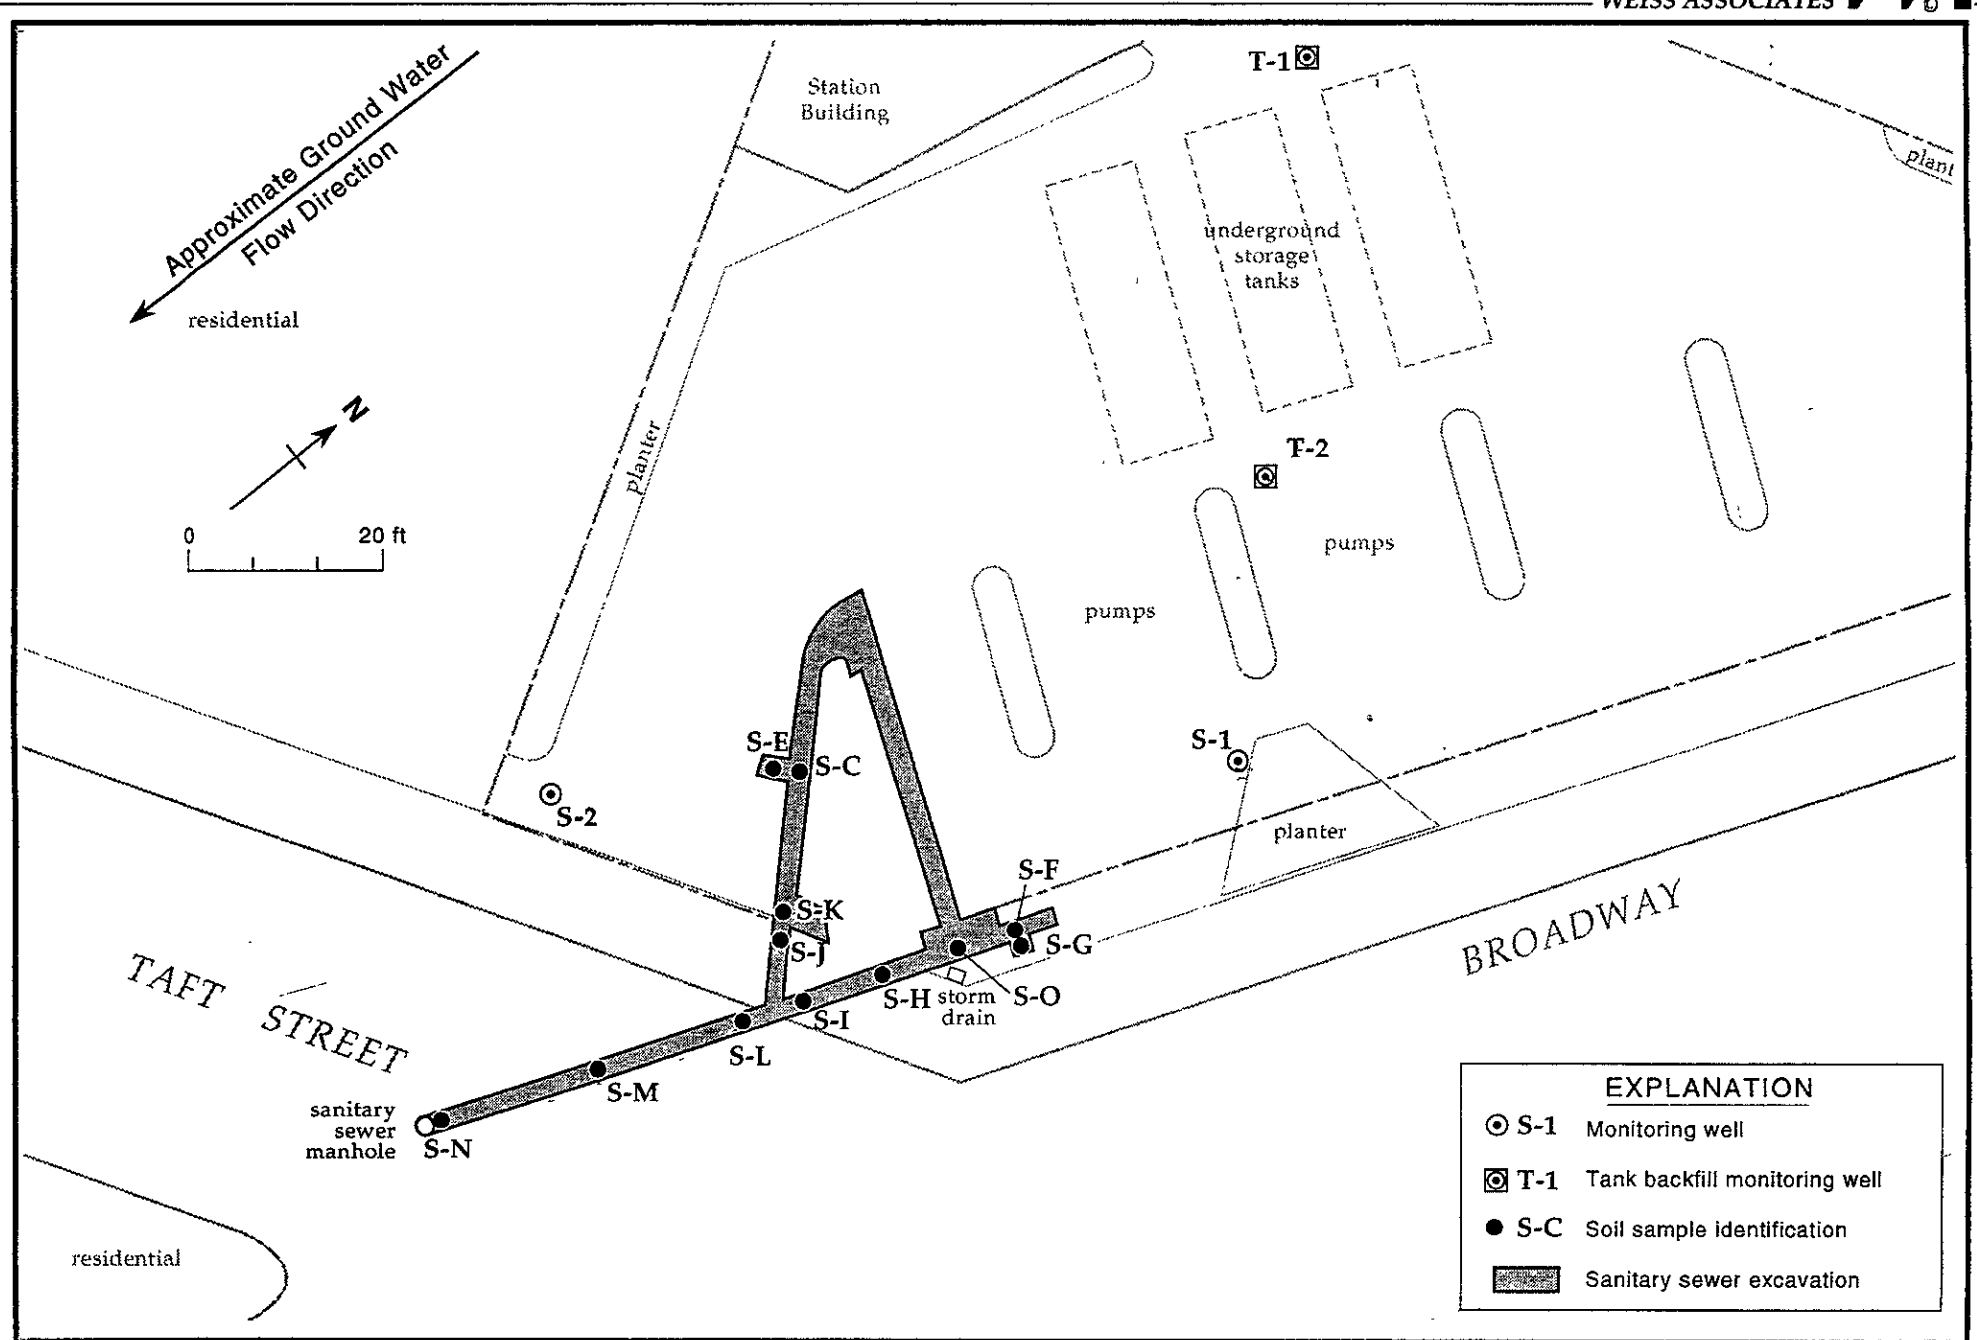 WEISS ASSOCIATES
©
Station
Building
T-1
Approximate Ground Water
Flow Direction
plant
underground
storage
tanks
residential
N
planter
T-2
0 20 ft
pumps
pumps
S-E
S-C
S-1
S-2
planter
S-F
S-K
S-J
S-G
BROADWAY
TAFT STREET
S-H
storm
drain
S-O
S-I
S-L
S-M
sanitary
sewer
manhole
S-N
residential
EXPLANATION
S-1 Monitoring well
T-1 Tank backfill monitoring well
S-C Soil sample identification
Sanitary sewer excavation